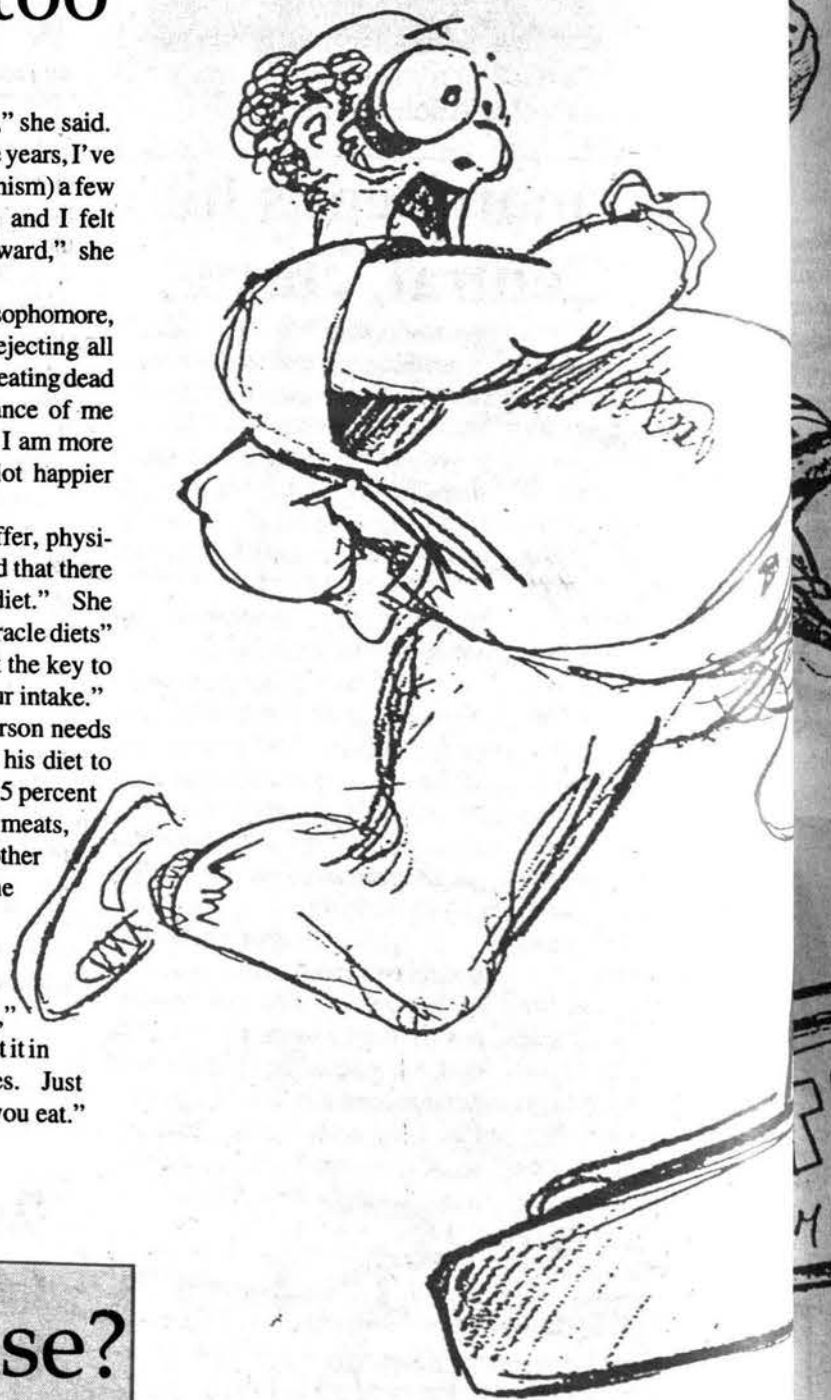 too
," she said.
years, I've
nism) a few
and I felt
ward," she
sophomore,
ejecting all
eating dead
ance of me
I am more
lot happier
ffer, physi-
d that there
diet." She
racle diets"
the key to
ur intake."
erson needs
his diet to
5 percent
meats,
ther
he
,"
t it in
es. Just
you eat."
se?